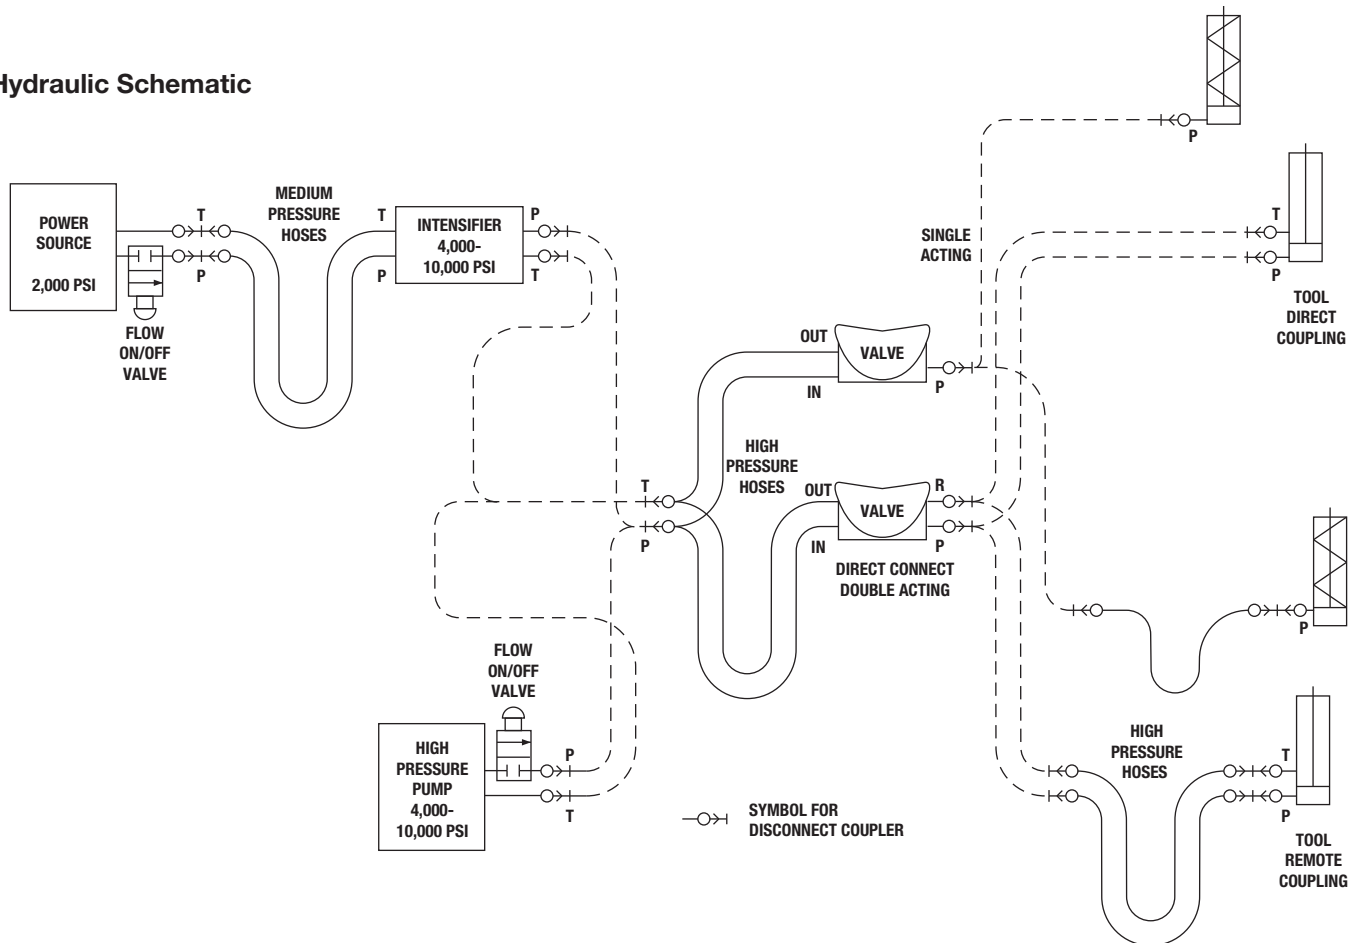 Hydraulic Schematic
POWER
SOURCE
2,000 PSI
FLOW
ON/OFF
VALVE
T
P
MEDIUM
PRESSURE
HOSES
T
P
INTENSIFIER
4,000-
10,000 PSI
P
T
SINGLE
ACTING
P
T
P
TOOL
DIRECT
COUPLING
OUT
IN
VALVE
P
HIGH
PRESSURE
HOSES
T
P
OUT
IN
VALVE
R
P
DIRECT CONNECT
DOUBLE ACTING
P
FLOW
ON/OFF
VALVE
HIGH
PRESSURE
PUMP
4,000-
10,000 PSI
P
T
SYMBOL FOR
DISCONNECT COUPLER
HIGH
PRESSURE
HOSES
T
P
TOOL
REMOTE
COUPLING